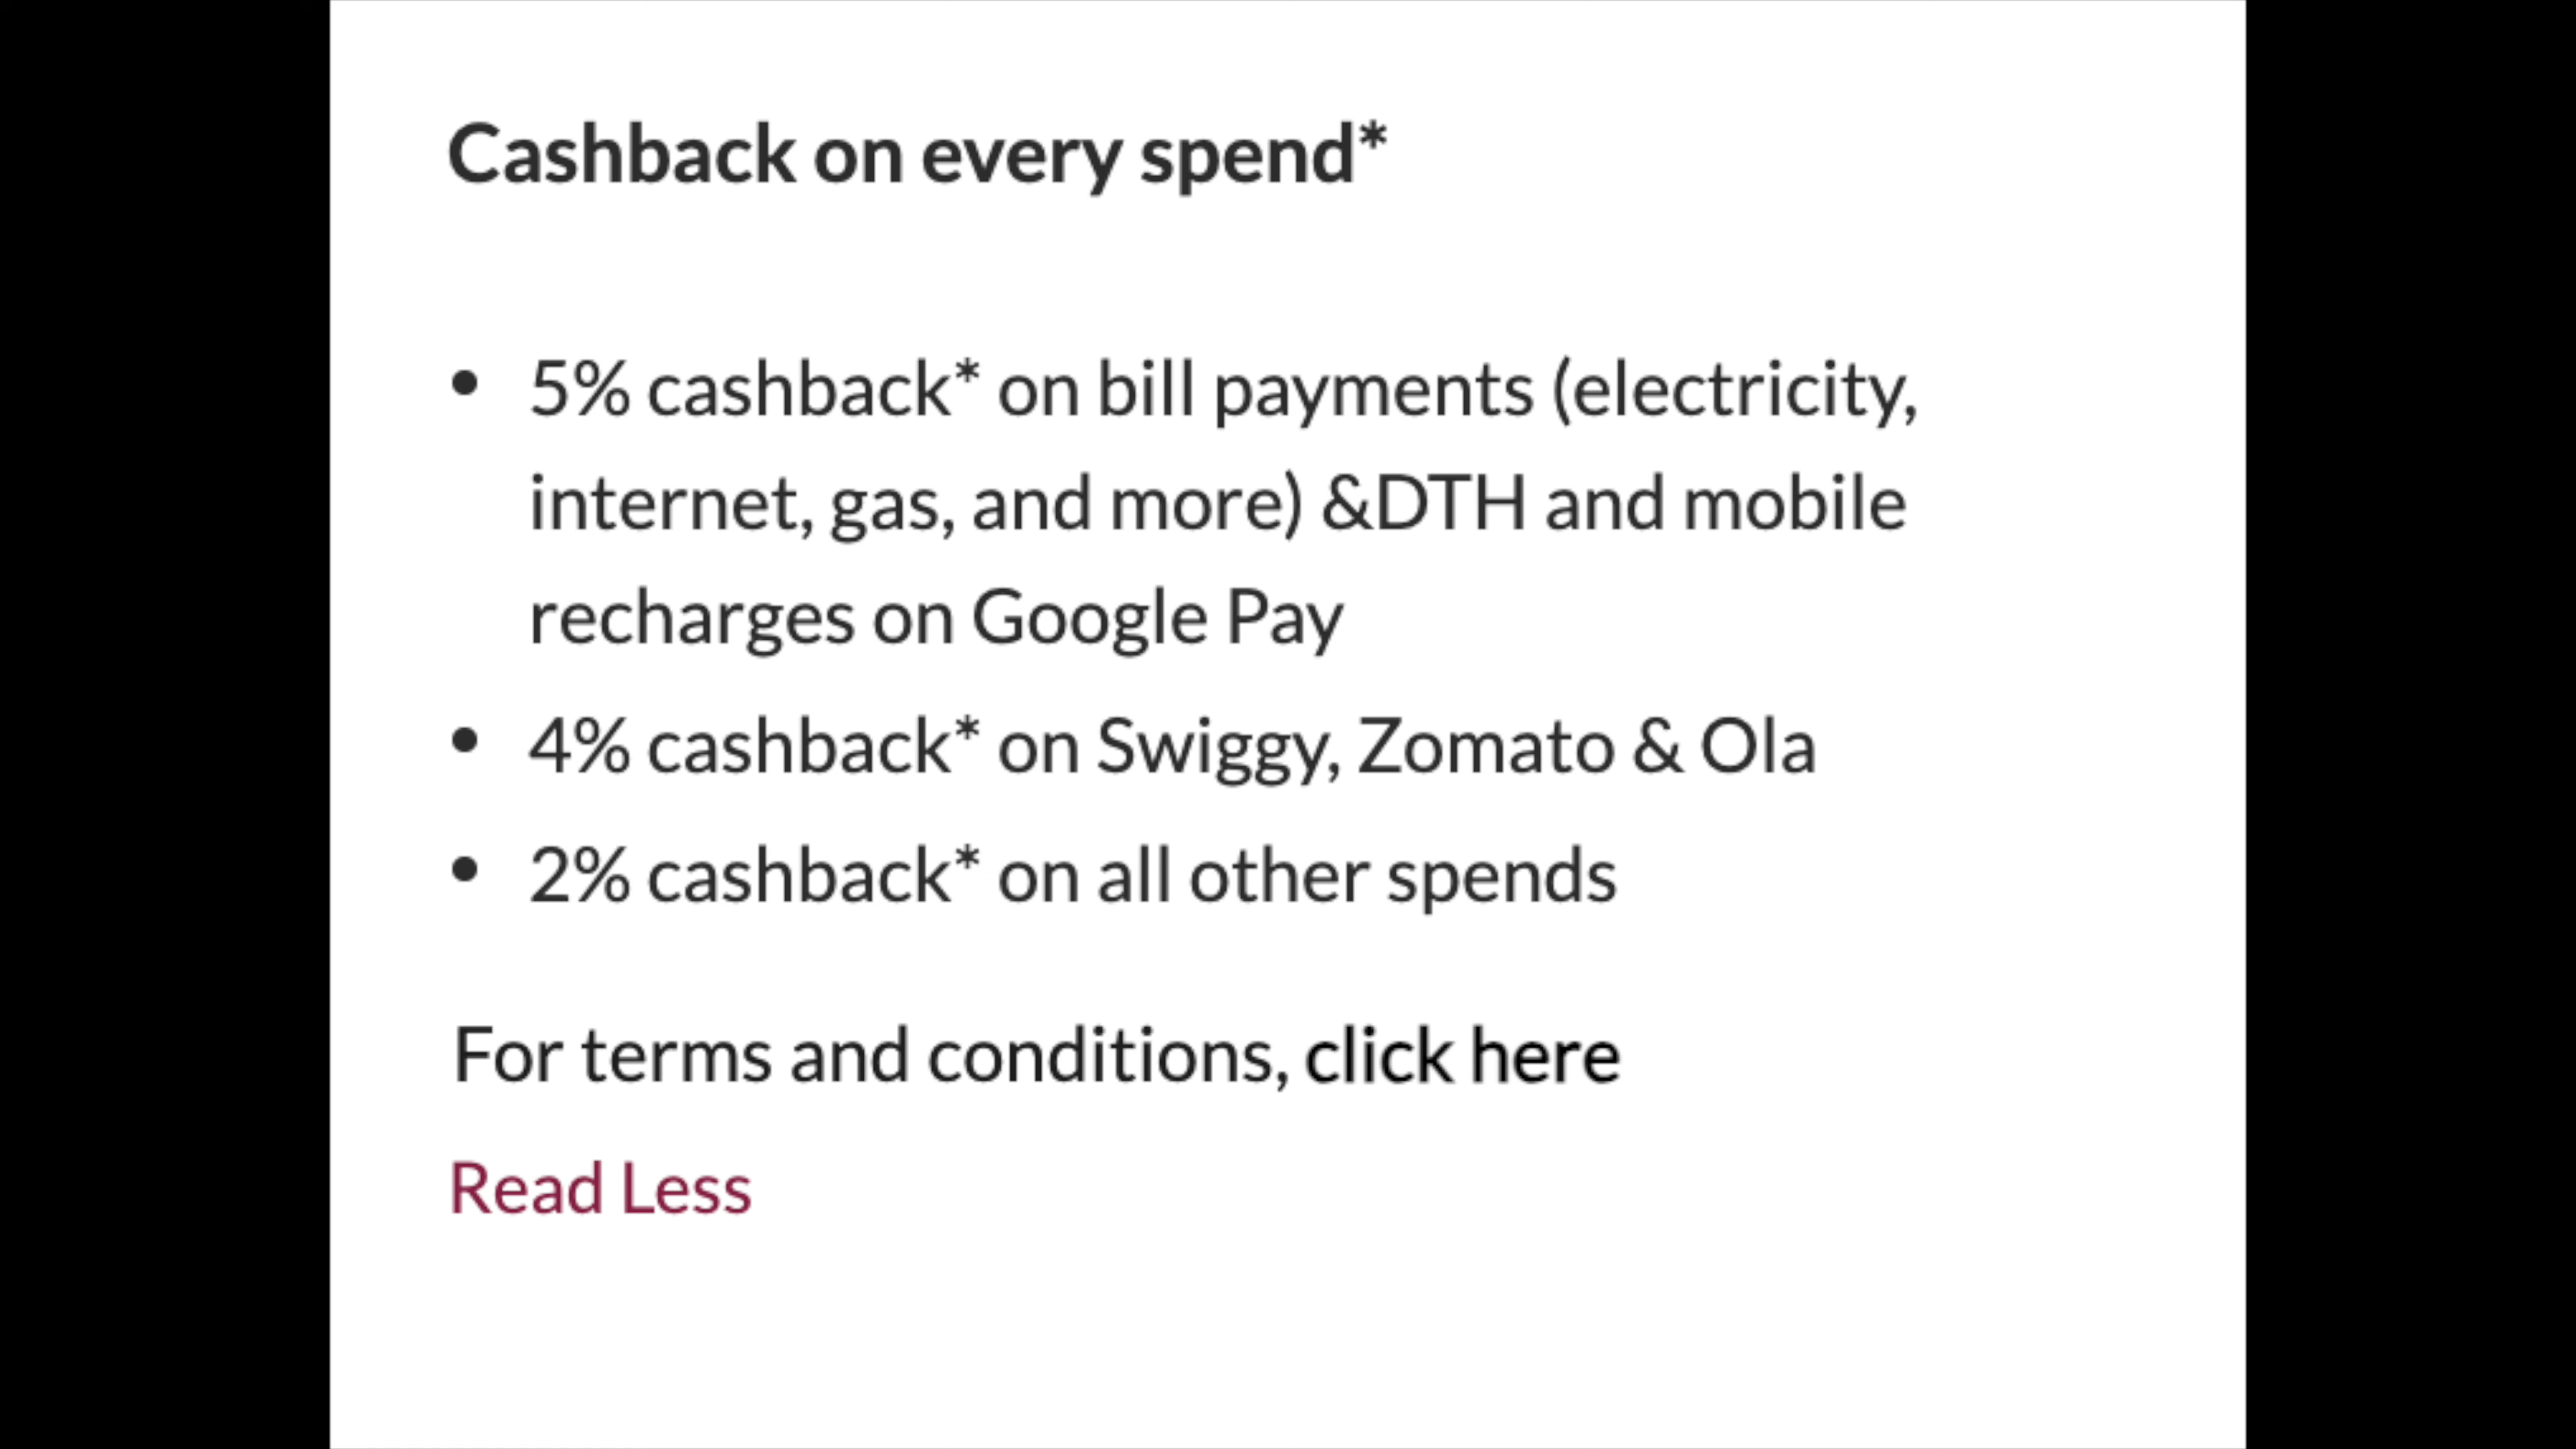 Cashback on every spend*
• 5% cashback* on bill payments (electricity,
internet, gas, and more) &DTH and mobile
recharges on Google Pay
• 4% cashback* on Swiggy, Zomato & Ola
• 2% cashback* on all other spends
For terms and conditions, click here
Read Less